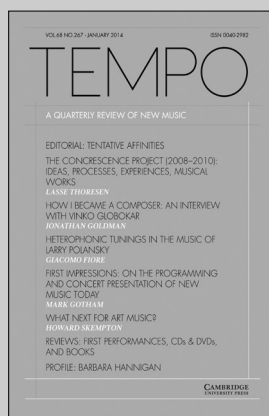 VOL.68 NO.267 - JANUARY 2014 ISSN 0040-2982
TEMPO
A QUARTERLY REVIEW OF NEW MUSIC
EDITORIAL: TENTATIVE AFFINITIES
THE CONCRESCENCE PROJECT (2008–2010):
IDEAS, PROCESSES, EXPERIENCES, MUSICAL
WORKS
LASSE THORESEN
HOW I BECAME A COMPOSER: AN INTERVIEW
WITH VINKO GLOBOKAR
JONATHAN GOLDMAN
HETEROPHONIC TUNINGS IN THE MUSIC OF
LARRY POLANSKY
GIACOMO FIORE
FIRST IMPRESSIONS: ON THE PROGRAMMING
AND CONCERT PRESENTATION OF NEW
MUSIC TODAY
MARK GOTHAM
WHAT NEXT FOR ART MUSIC?
HOWARD SKEMPTON
REVIEWS: FIRST PERFORMANCES, CDs & DVDs,
AND BOOKS
PROFILE: BARBARA HANNIGAN
CAMBRIDGE
UNIVERSITY PRESS